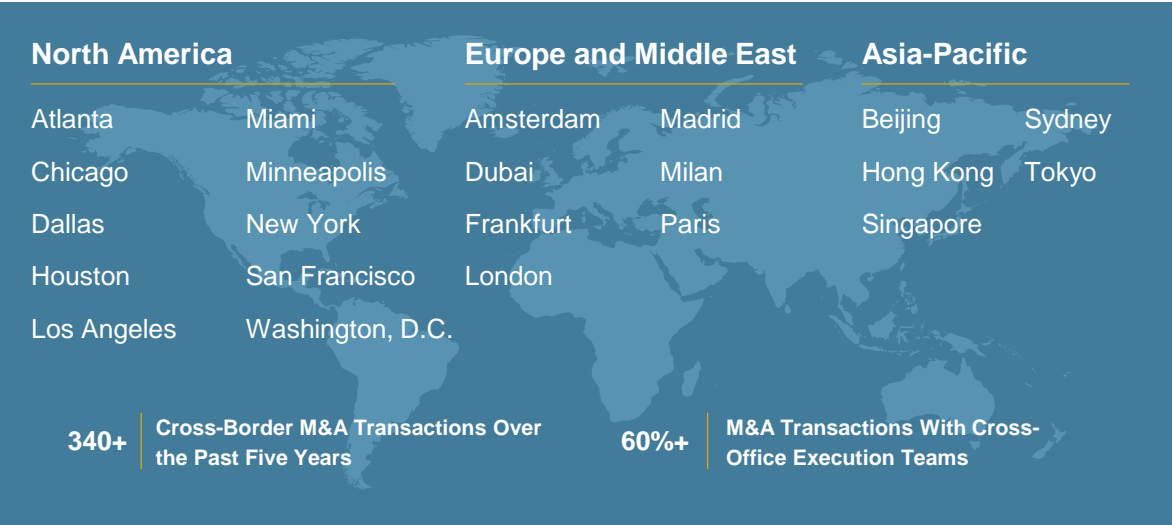 North America
Atlanta
Chicago
Dallas
Houston
Los Angeles
Miami
Minneapolis
New York
San Francisco
Washington, D.C.
Europe and Middle East
Amsterdam
Dubai
Frankfurt
London
Madrid
Milan
Paris
Asia-Pacific
Beijing
Hong Kong
Singapore
Sydney
Tokyo
340+
Cross-Border M&A Transactions Over
the Past Five Years
60%+
M&A Transactions With Cross-
Office Execution Teams